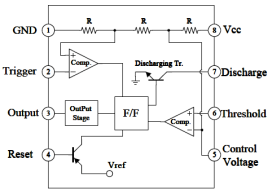 GND 1 R R R 8 Vcc
Trigger 2 + - Comp. Discharging Tr. 7 Discharge
Output 3 OutPut Stage F/F + - Comp. 6 Threshold
Reset 4 Vref 5 Control Voltage